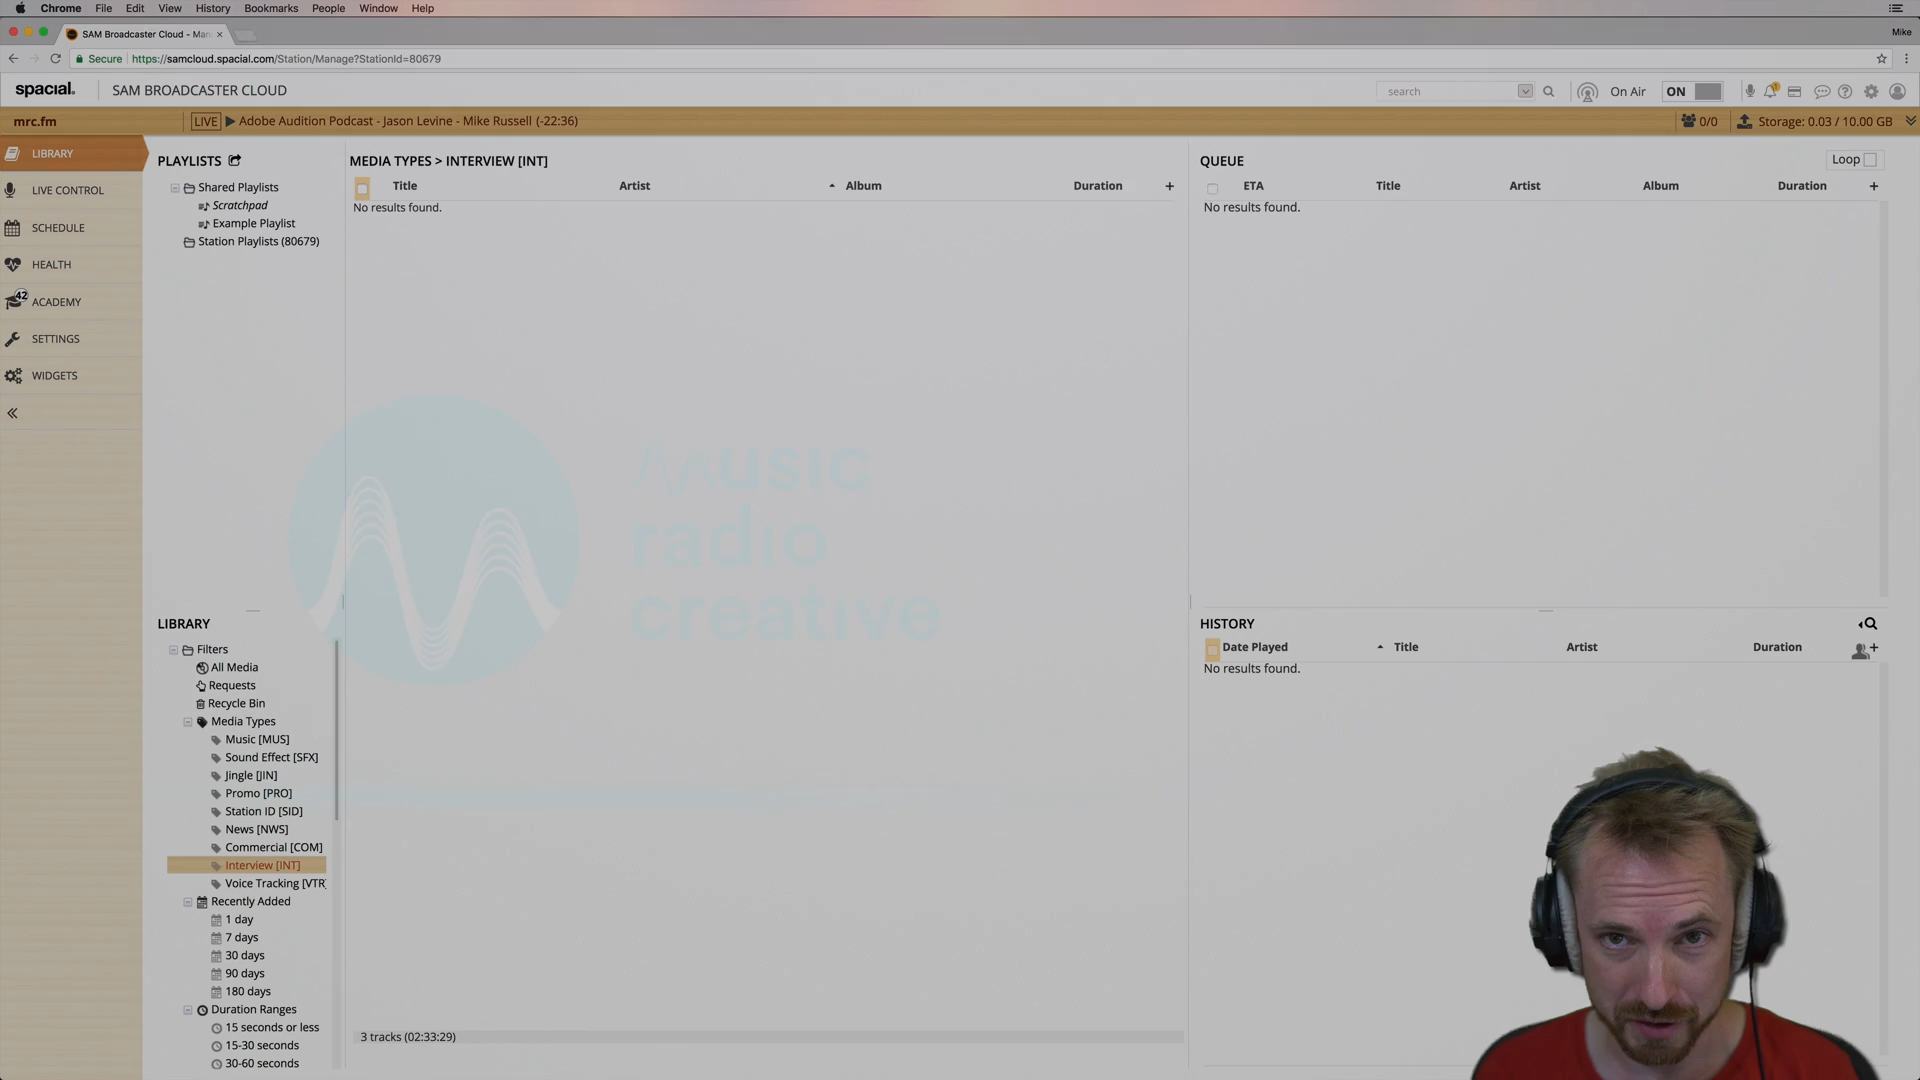 Chrome File Edit View History Bookmarks People Window Help
SAM Broadcaster Cloud - Man ×
Mike
Secure https://samcloud.spacial.com/Station/Manage?StationId=80679
spacial. SAM BROADCASTER CLOUD
search
On Air ON
mrc.fm
LIVE Adobe Audition Podcast - Jason Levine - Mike Russell (-22:36)
0/0 Storage: 0.03 / 10.00 GB
LIBRARY
LIVE CONTROL
SCHEDULE
HEALTH
42
ACADEMY
SETTINGS
WIDGETS
PLAYLISTS
Shared Playlists
Scratchpad
Example Playlist
Station Playlists (80679)
LIBRARY
Filters
All Media
Requests
Recycle Bin
Media Types
Music [MUS]
Sound Effect [SFX]
Jingle [JIN]
Promo [PRO]
Station ID [SID]
News [NWS]
Commercial [COM]
Interview [INT]
Voice Tracking [VTR]
Recently Added
1 day
7 days
30 days
90 days
180 days
Duration Ranges
15 seconds or less
15-30 seconds
30-60 seconds
MEDIA TYPES > INTERVIEW [INT]
Title Artist Album Duration +
No results found.
music
radio
creative
3 tracks (02:33:29)
QUEUE
Loop
ETA Title Artist Album Duration +
No results found.
HISTORY
Date Played Title Artist Duration +
No results found.